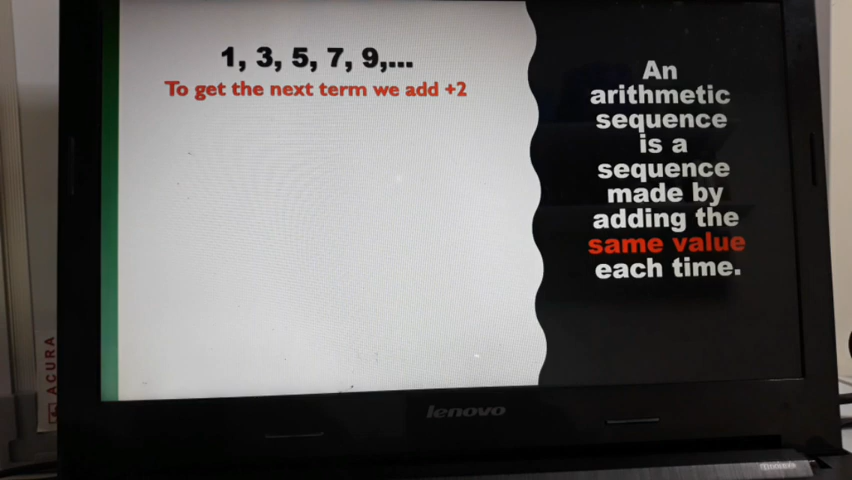 1, 3, 5, 7, 9,...
To get the next term we add +2
An
arithmetic
sequence
is a
sequence
made by
adding the
same value
each time.
lenovo
ACURA